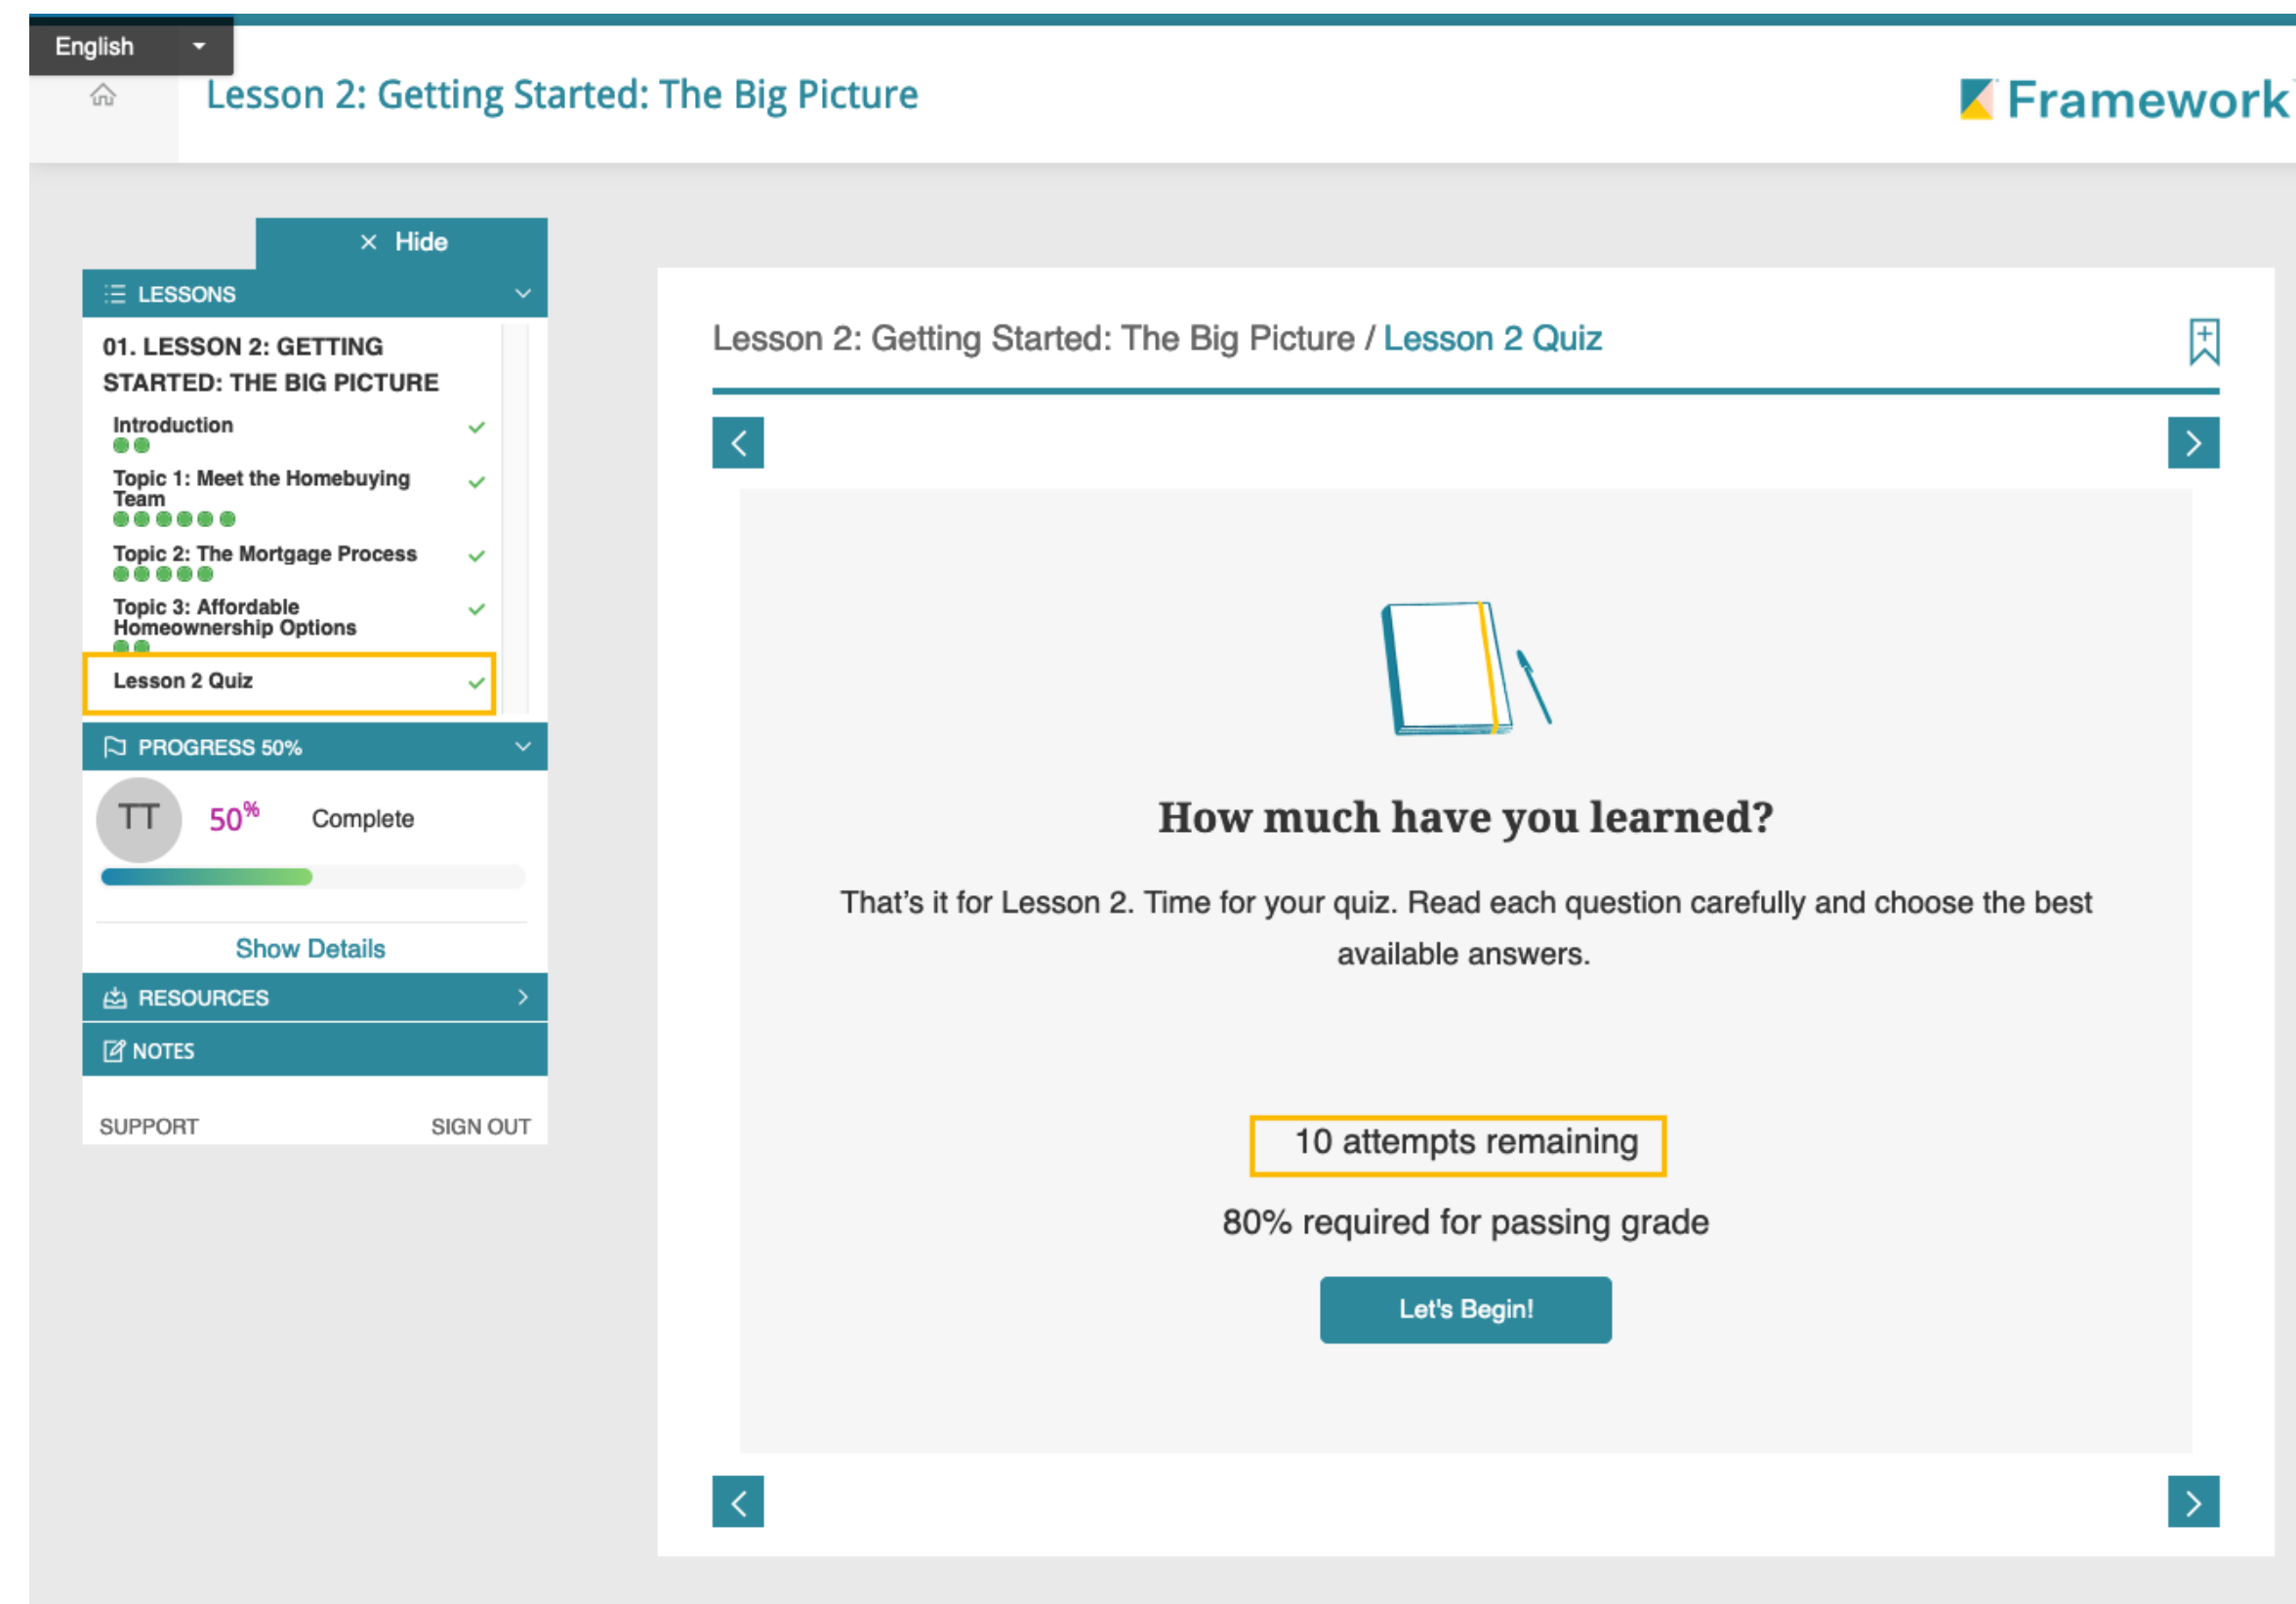 English
Lesson 2: Getting Started: The Big Picture
Framework
× Hide
LESSONS
01. LESSON 2: GETTING
STARTED: THE BIG PICTURE
Introduction
Topic 1: Meet the Homebuying
Team
Topic 2: The Mortgage Process
Topic 3: Affordable
Homeownership Options
Lesson 2 Quiz
PROGRESS 50%
TT 50% Complete
Show Details
RESOURCES
NOTES
SUPPORT SIGN OUT
Lesson 2: Getting Started: The Big Picture / Lesson 2 Quiz
How much have you learned?
That’s it for Lesson 2. Time for your quiz. Read each question carefully and choose the best
available answers.
10 attempts remaining
80% required for passing grade
Let's Begin!